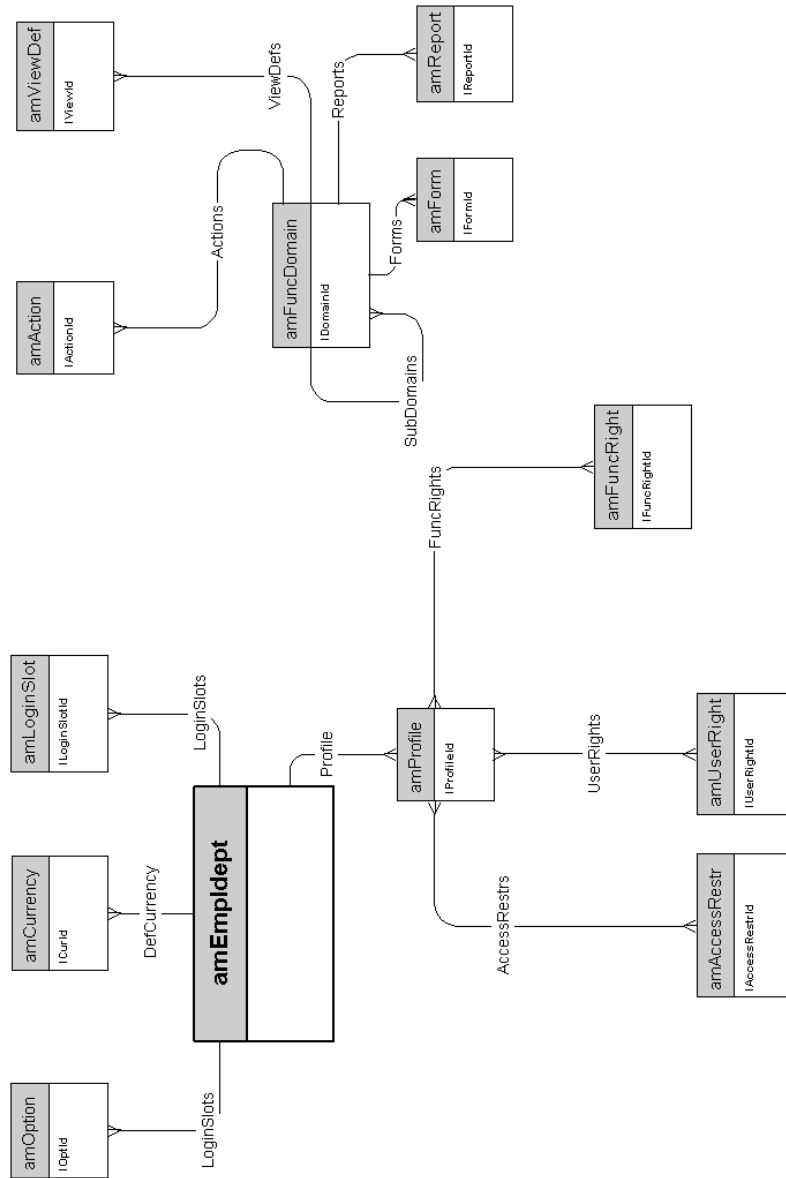 amOption
lOptId
amCurrency
lCurId
amLoginSlot
lLoginSlotId
amAction
lActionId
amViewDef
lViewId
LoginSlots
DefCurrency
LoginSlots
Actions
ViewDefs
amEmpldept
amFuncDomain
lDomainId
Profile
Reports
SubDomains
Forms
amProfile
lProfileId
FuncRights
amForm
lFormId
amReport
lReportId
AccessRestrs
UserRights
amFuncRight
lFuncRightId
amAccessRestr
lAccessRestrId
amUserRight
lUserRightId